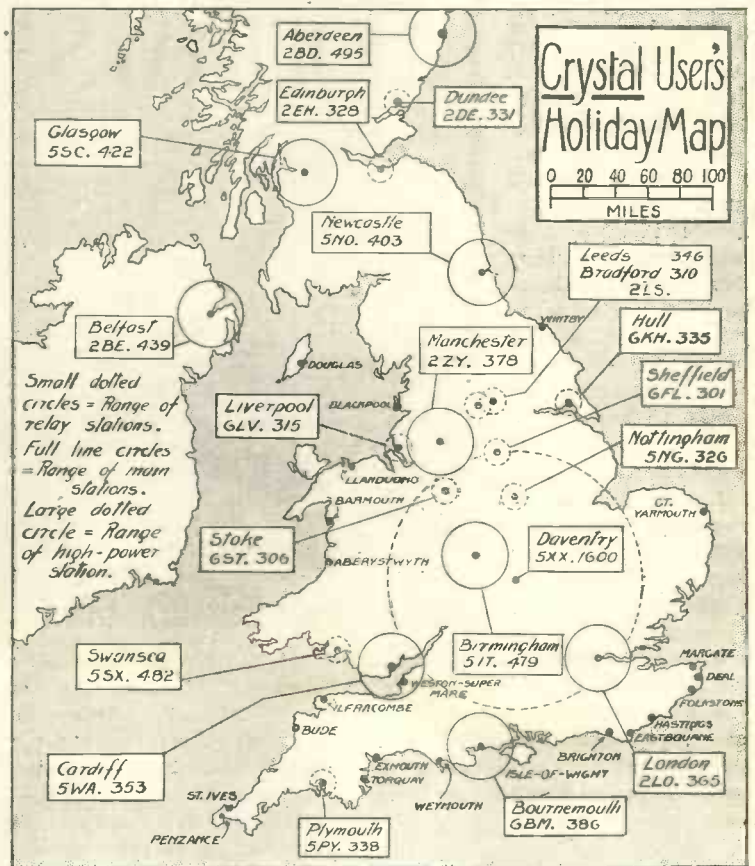 Crystal User's
Holiday Map
0 20 40 60 80 100
MILES
Aberdeen
2BD. 495
Edinburgh
2EH. 328
Dundee
2DE. 331
Glasgow
5SC. 422
Newcastle
5NO. 403
Leeds 346
Bradford 310
2LS.
WHITBY
Hull
6KH. 335
Belfast
2BE. 439
Manchester
2ZY. 378
Sheffield
6FL. 301
DOUGLAS
Small dotted
circles = Range of
relay stations.
Full line circles
= Range of main
stations.
Large dotted
circle = Range
of high-power
station.
Liverpool
6LV. 315
BLACKPOOL
Nottingham
5NG. 326
LLANDUDNO
BARMOUTH
GT.
YARMOUTH
Stoke
6ST. 306
Daventry
5XX. 1600
ABERYSTWYTH
Swansea
5SX. 482
Birmingham
5IT. 479
MARGATE
DEAL
FOLKSTONE
WESTON-SUPER
MARE
ILFRACOMBE
HASTINGS
EASTBOURNE
BUDE
BRIGHTON
Cardiff
5WA. 353
EXMOUTH
TORQUAY
ISLE-OF-WIGHT
WEYMOUTH
London
2LO. 365
ST. IVES
PENZANCE
Plymouth
5PY. 338
Bournemouth
6BM. 386